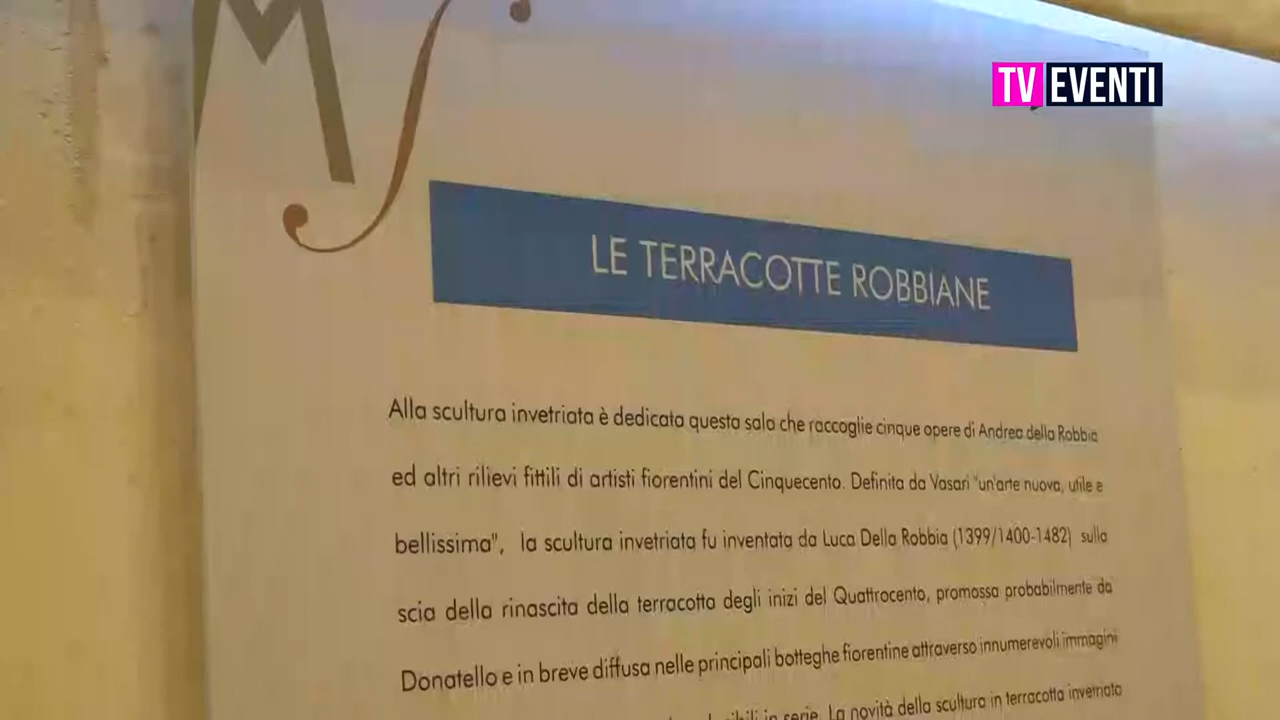 Ms
TV EVENTI
LE TERRACOTTE ROBBIANE
Alla scultura invetriata è dedicata questa sala che raccoglie cinque opere di Andrea della Robbia
ed altri rilievi fittili di artisti fiorentini del Cinquecento. Definita da Vasari "un'arte nuova, utile e
bellissima", la scultura invetriata fu inventata da Luca Della Robbia (1399/1400-1482) sulla
scia della rinascita della terracotta degli inizi del Quattrocento, promossa probabilmente da
Donatello e in breve diffusa nelle principali botteghe fiorentine attraverso innumerevoli immagini
in serie. La novità della scultura in terracotta invetriata